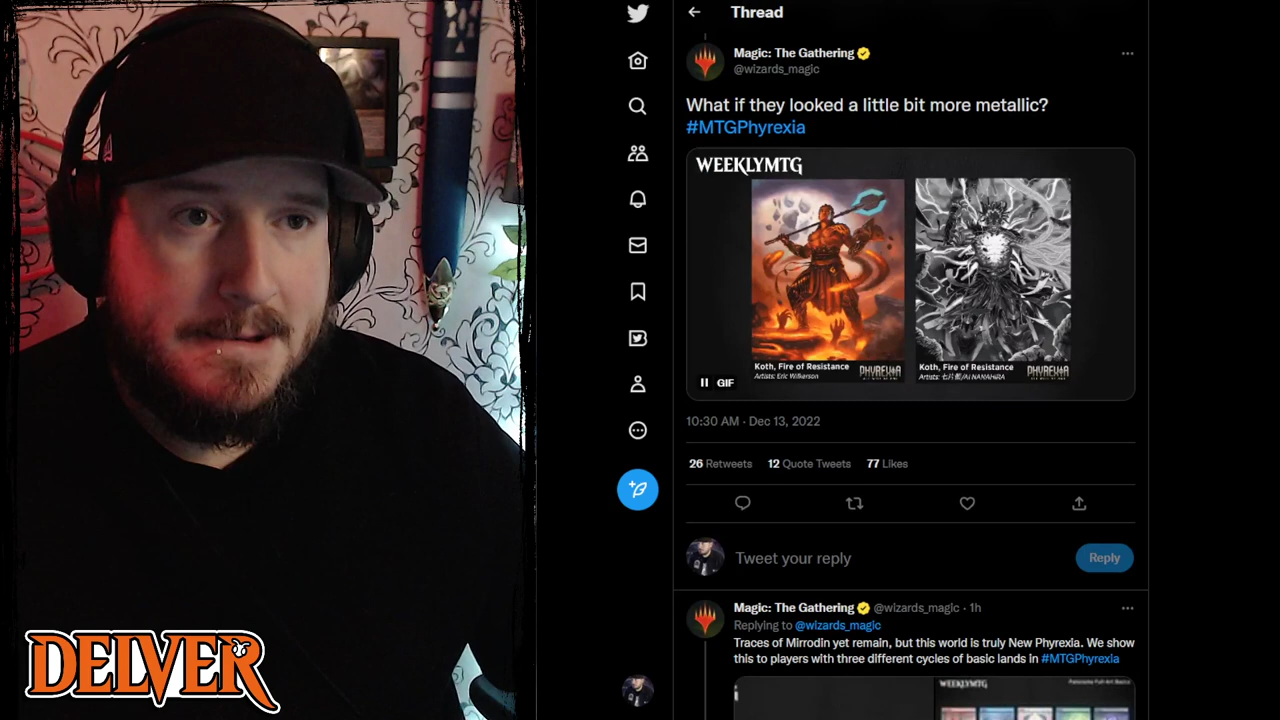 Thread
Magic: The Gathering
@wizards_magic
What if they looked a little bit more metallic?
#MTGPhyrexia
WEEKLYMTG
Koth, Fire of Resistance
Artists: Eric Wilkerson
PHYREXIA
Koth, Fire of Resistance
PHYREXIA
GIF
10:30 AM · Dec 13, 2022
26 Retweets 12 Quote Tweets 77 Likes
Tweet your reply
Reply
Magic: The Gathering @wizards_magic · 1h
Replying to @wizards_magic
Traces of Mirrodin yet remain, but this world is truly New Phyrexia. We show
this to players with three different cycles of basic lands in #MTGPhyrexia
WEEKLYMTG
DELVER